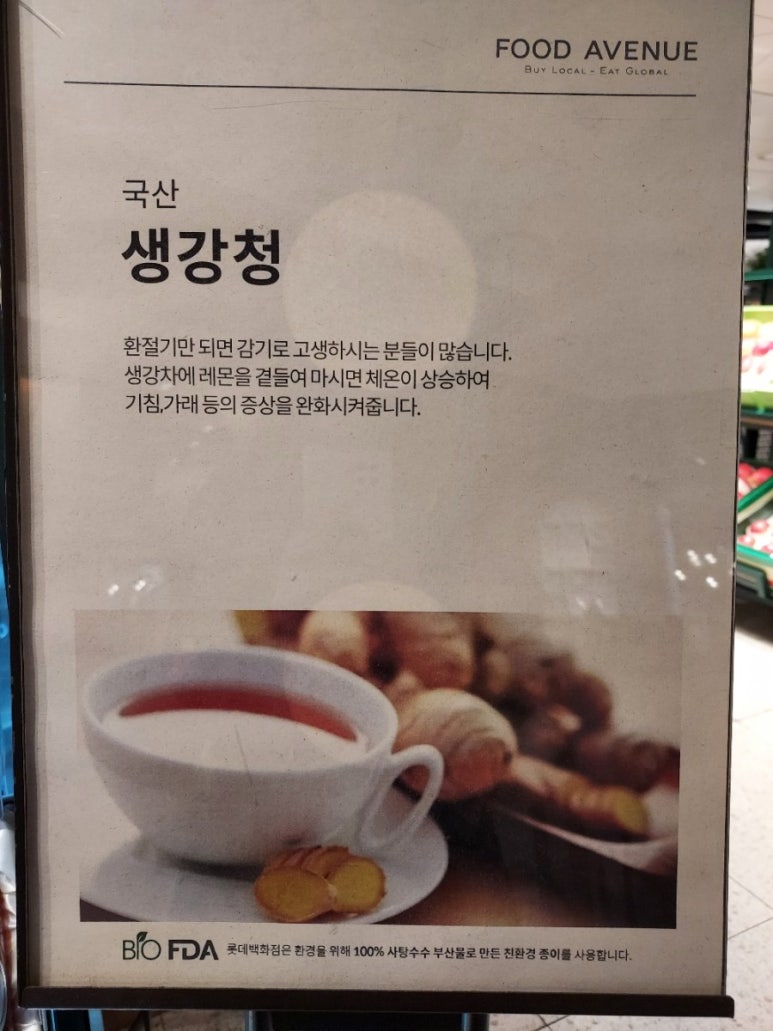 FOOD AVENUE
BUY LOCAL - EAT GLOBAL
국산
생강청
환절기만 되면 감기로 고생하시는 분들이 많습니다.
생강차에 레몬을 곁들여 마시면 체온이 상승하여
기침,가래 등의 증상을 완화시켜줍니다.
BIO FDA 롯데백화점은 환경을 위해 100% 사탕수수 부산물로 만든 친환경 종이를 사용합니다.